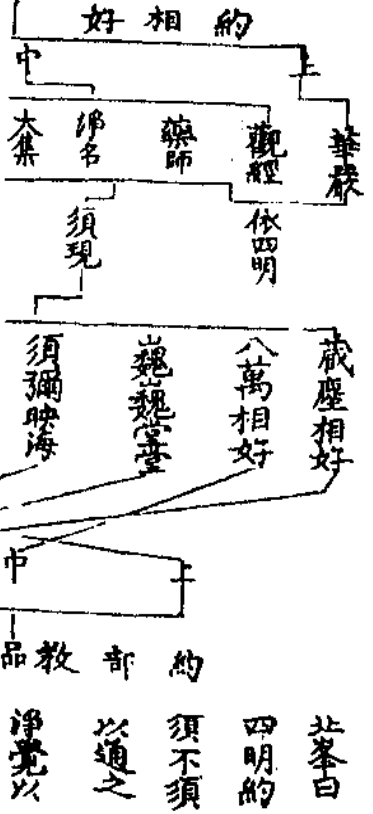 約相好
上
中
華嚴
觀經
藥師
淨名
大集
依四明
須現
藏塵相好
八萬相好
巍巍堂堂
須彌映海
上
中
約部教品
北峯曰
四明約
須不須
以通之
淨覺以